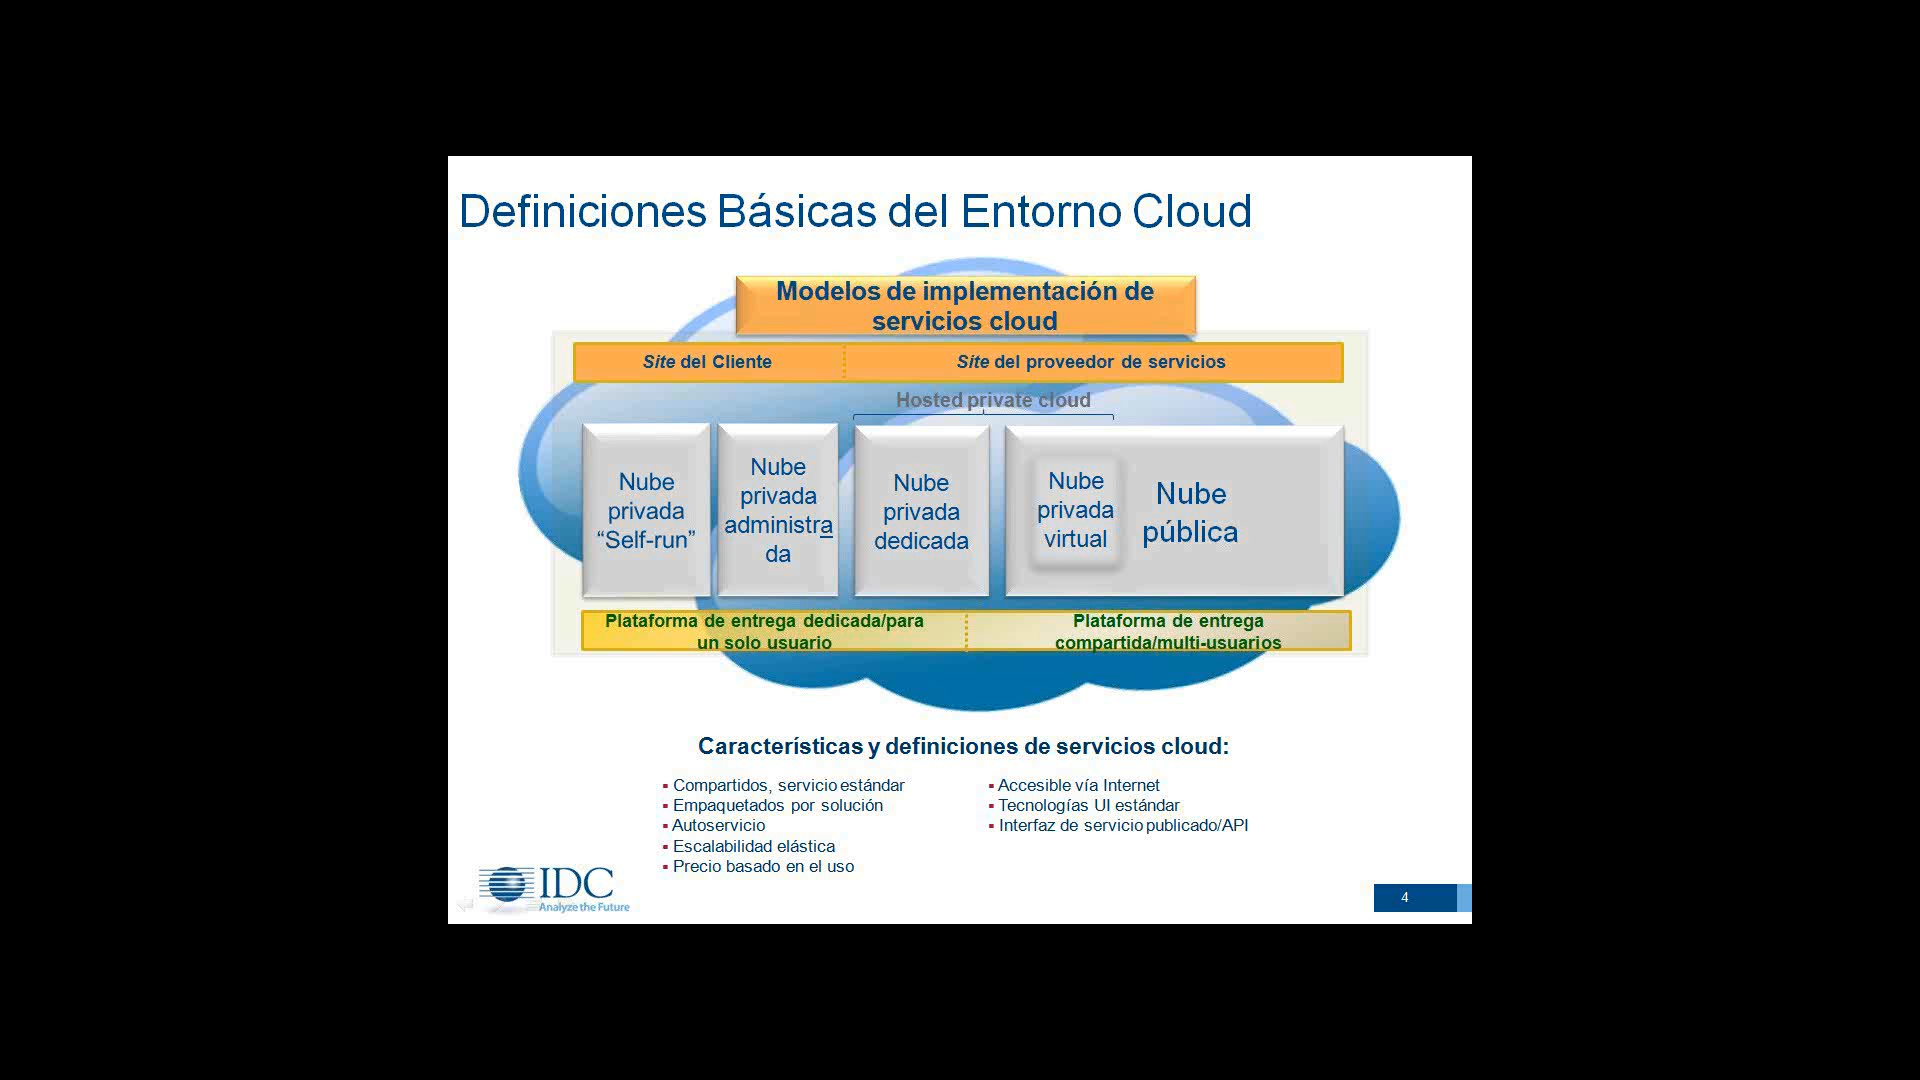 Definiciones Básicas del Entorno Cloud
Modelos de implementación de
servicios cloud
Site del Cliente
Site del proveedor de servicios
Hosted private cloud
Nube
privada
“Self-run”
Nube
privada
administra
da
Nube
privada
dedicada
Nube
privada
virtual
Nube
pública
Plataforma de entrega dedicada/para
un solo usuario
Plataforma de entrega
compartida/multi-usuarios
Características y definiciones de servicios cloud:
▪ Compartidos, servicio estándar
▪ Empaquetados por solución
▪ Autoservicio
▪ Escalabilidad elástica
▪ Precio basado en el uso
▪ Accesible vía Internet
▪ Tecnologías UI estándar
▪ Interfaz de servicio publicado/API
IDC
Analyze the Future
4